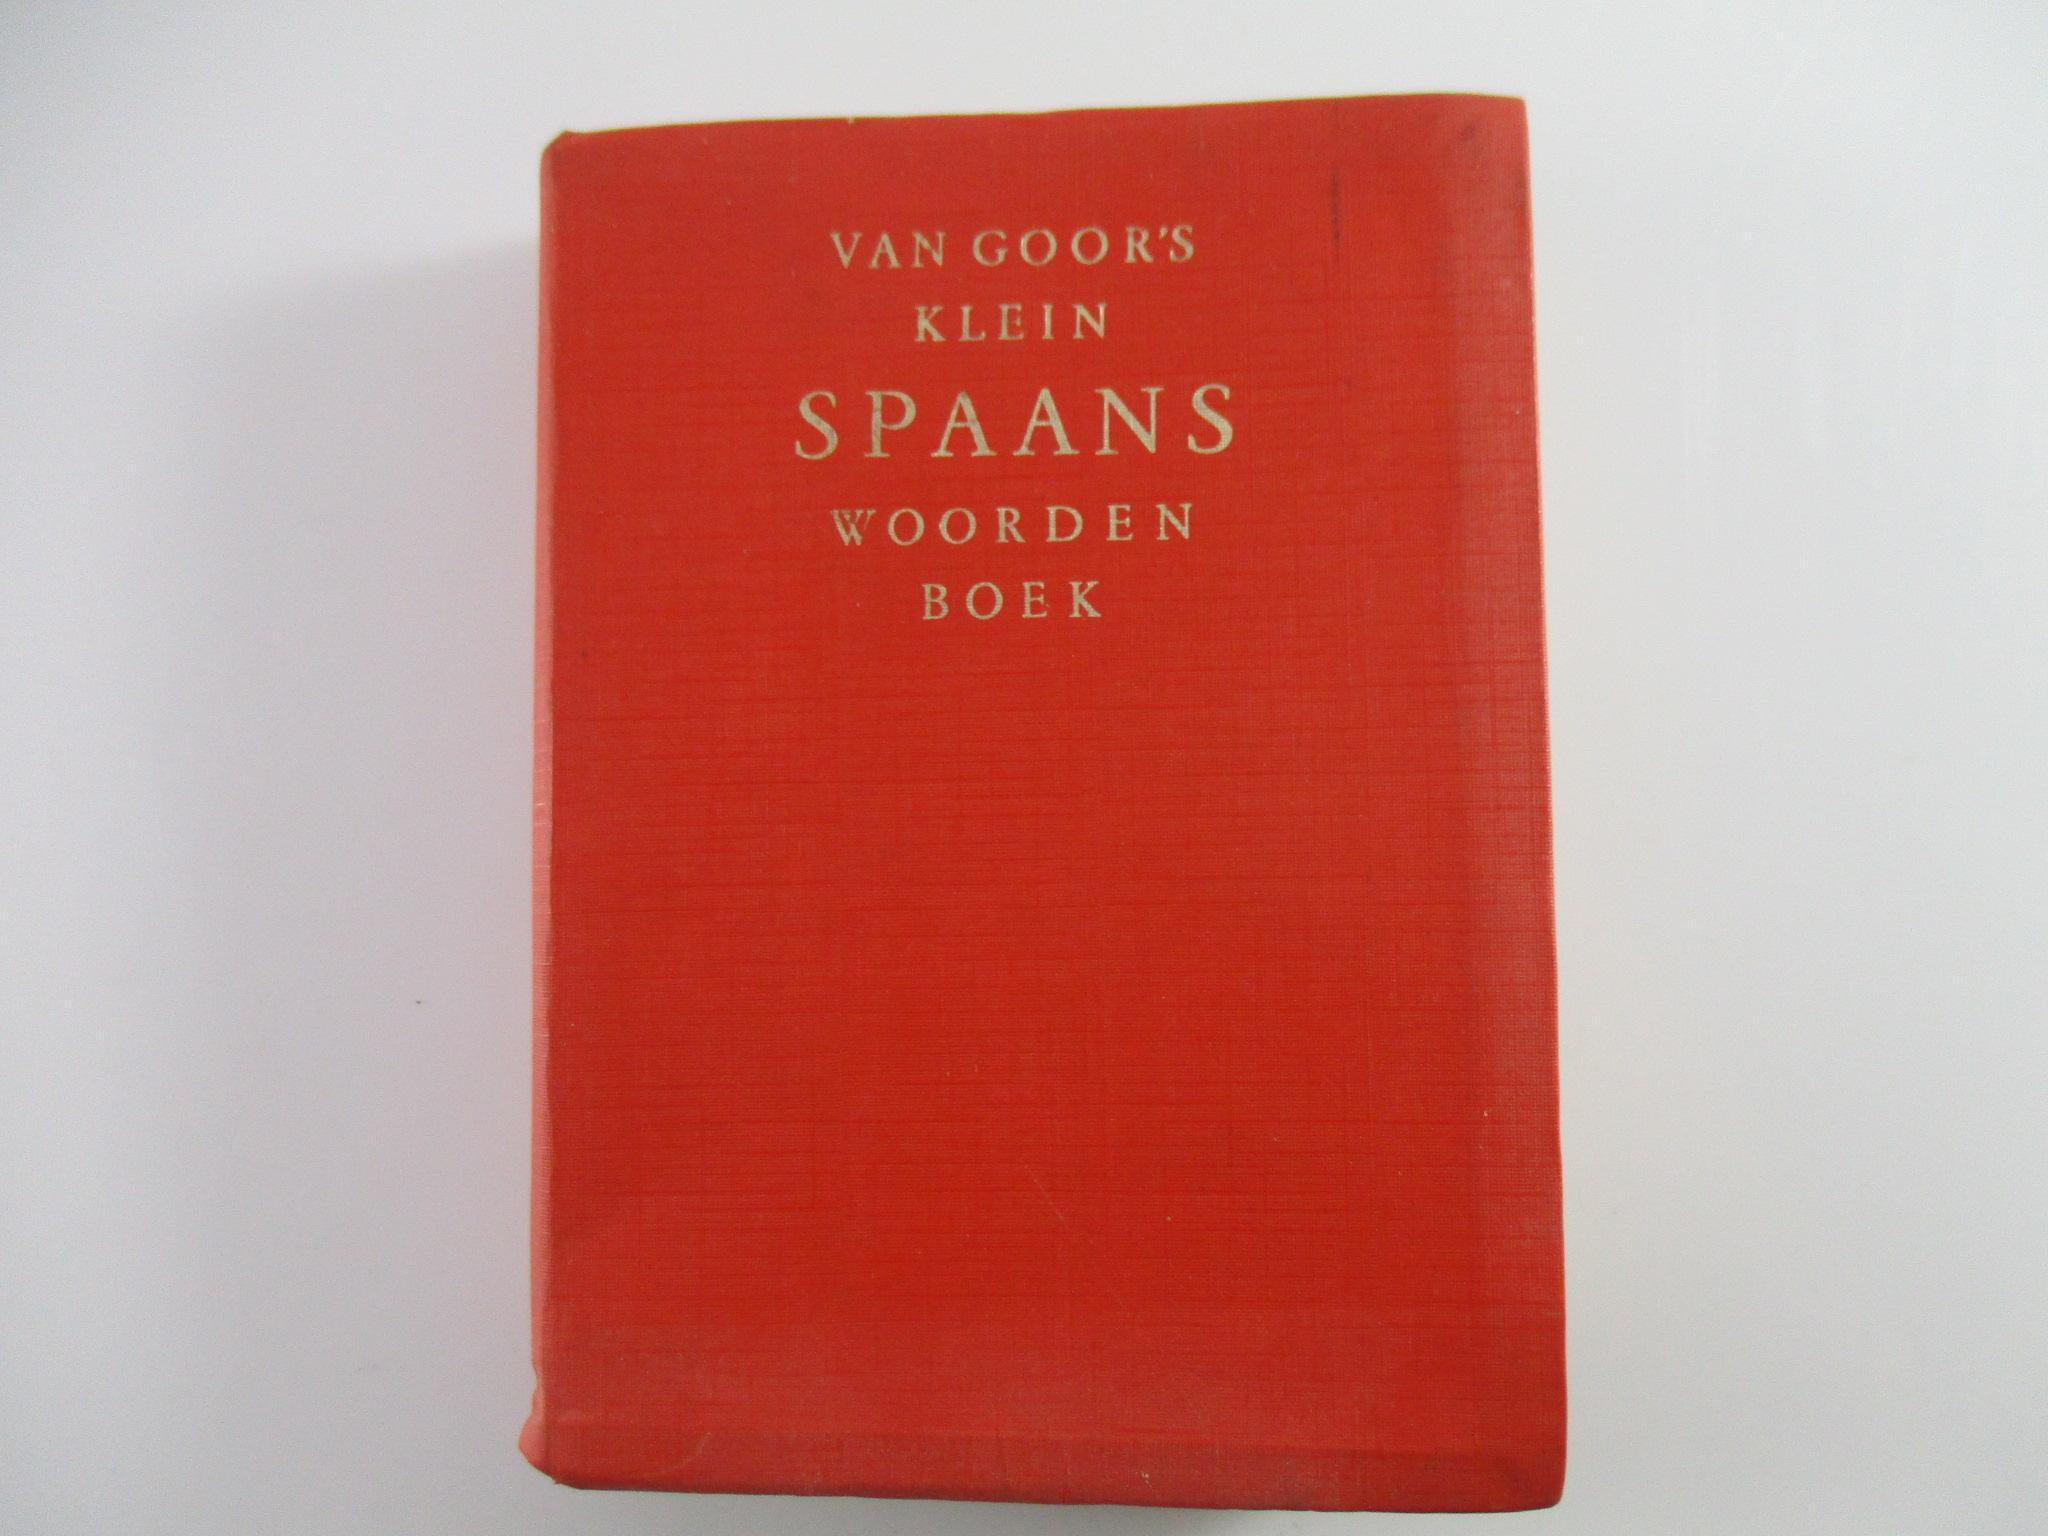 VAN GOOR'S
KLEIN
SPAANS
WOORDEN
BOEK